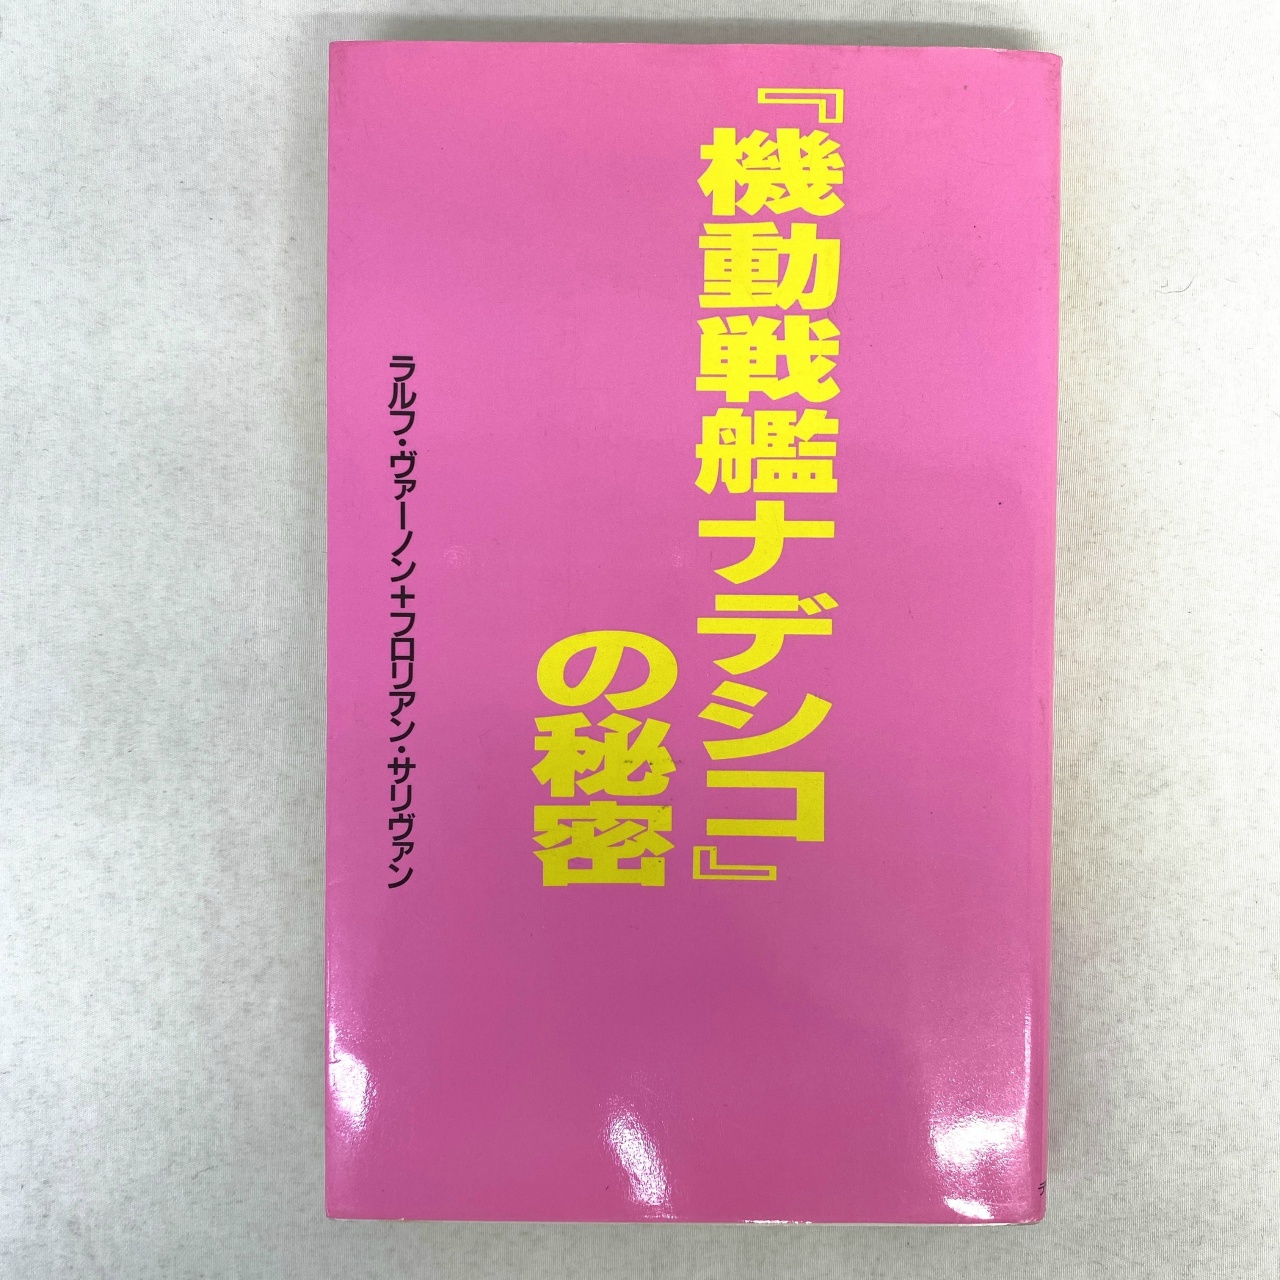 『機動戦艦ナデシコ』
の秘密
ラルフ・ヴァーノン+フロリアン・サリヴァン